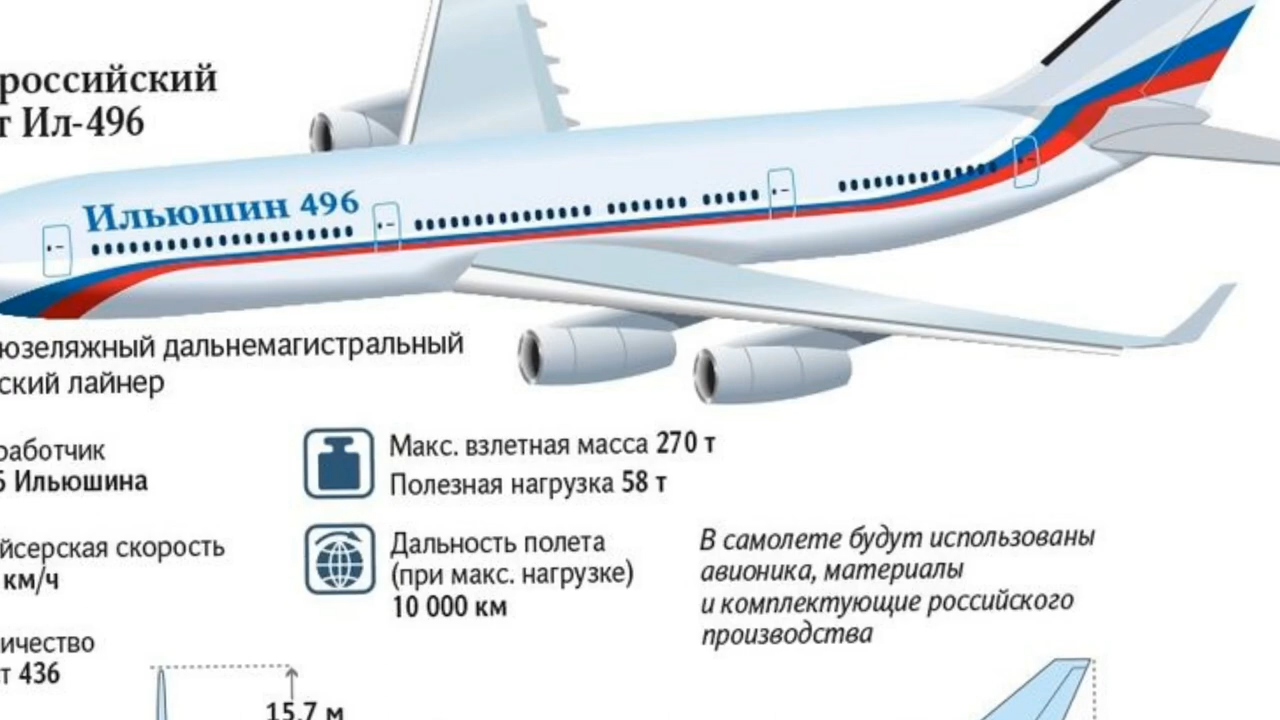 российский
т Ил-496
Ильюшин 496
юзеляжный дальнемагистральный
ский лайнер
работчик
Б Ильюшина
Макс. взлетная масса 270 т
Полезная нагрузка 58 т
йсерская скорость
км/ч
Дальность полета
(при макс. нагрузке)
10 000 км
В самолете будут использованы
авионика, материалы
и комплектующие российского
производства
ичество
т 436
15,7 м